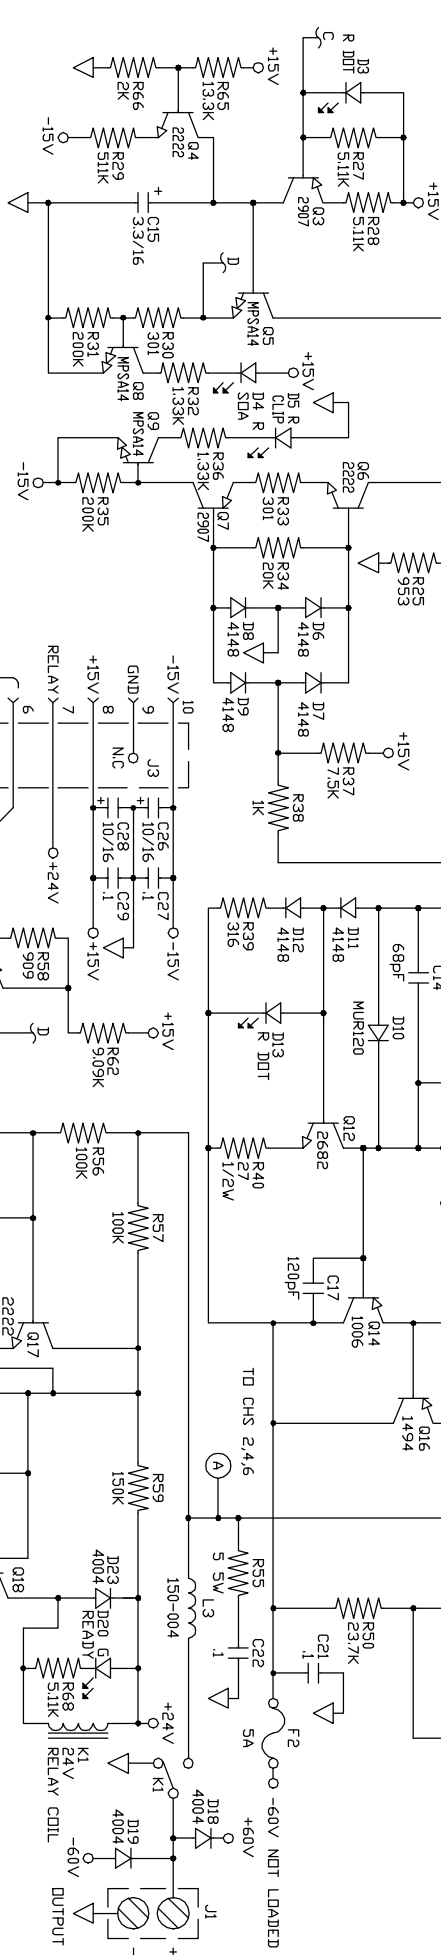 C
R DOT
D3
R66
2K
R65
13.3K
+15V
R27
5.11K
-15V
R29
511K
Q4
2222
Q3
2907
R28
5.11K
+15V
C15
3.3/16
+
D
Q5
MPSA14
R31
200K
R30
301
Q8
MPSA14
R32
1.33K
D4 R
SOA
+15V
Q9
MPSA14
R36
1.33K
D5 R
CLIP
-15V
R35
200K
Q7
2907
R33
301
Q6
2222
R34
20K
R25
953
D8
4148
D6
4148
D9
4148
D7
4148
R37
7.5K
+15V
R38
1K
6
RELAY
7
+15V
8
GND
9
-15V
10
N.C
J3
+
C28
10/16
+
C26
10/16
C29
.1
C27
.1
+24V
+15V
-15V
R39
316
D12
4148
D11
4148
68pF
R58
909
R62
9.09K
+15V
D
D13
R DOT
MUR120
D10
R56
100K
R57
100K
R40
27
1/2W
Q12
2682
C17
120pF
Q14
1006
2222
Q17
Q16
1494
TO CHS 2,4,6
A
R59
150K
Q18
D23
4004
D20 G
READY
R68
5.11K
L3
150-004
R55
5 5W
C22
.1
C21
.1
R50
23.7K
+24V
K1
24V
RELAY COIL
K1
F2
5A
-60V NOT LOADED
D18
4004
+60V
D19
4004
-60V
J1
OUTPUT
-
+